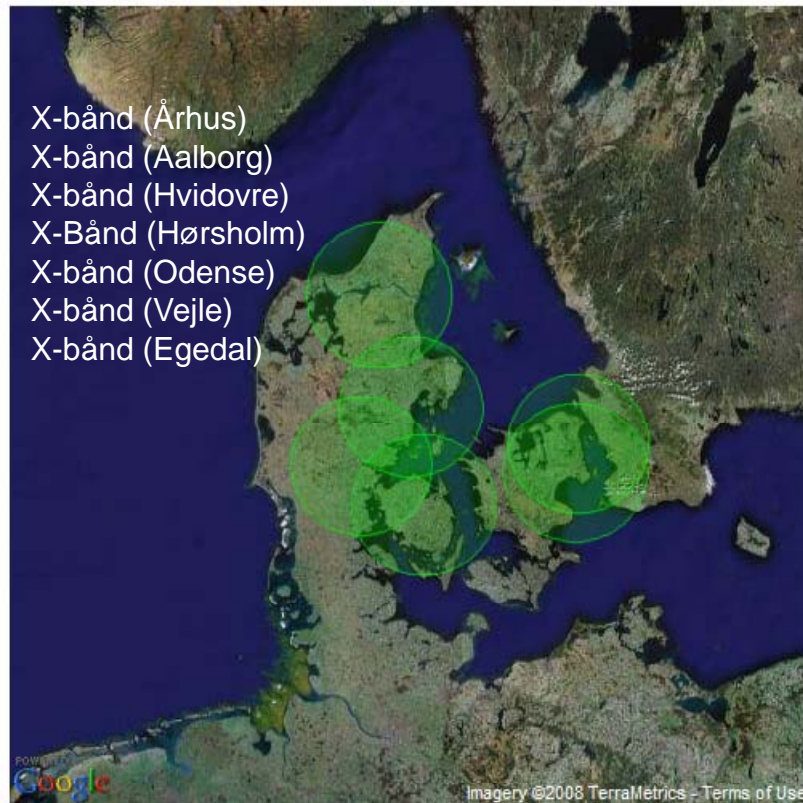 X-bånd (Århus)
X-bånd (Aalborg)
X-bånd (Hvidovre)
X-Bånd (Hørsholm)
X-bånd (Odense)
X-bånd (Vejle)
X-bånd (Egedal)
POWERED BY
Google
Imagery ©2008 TerraMetrics - Terms of Use